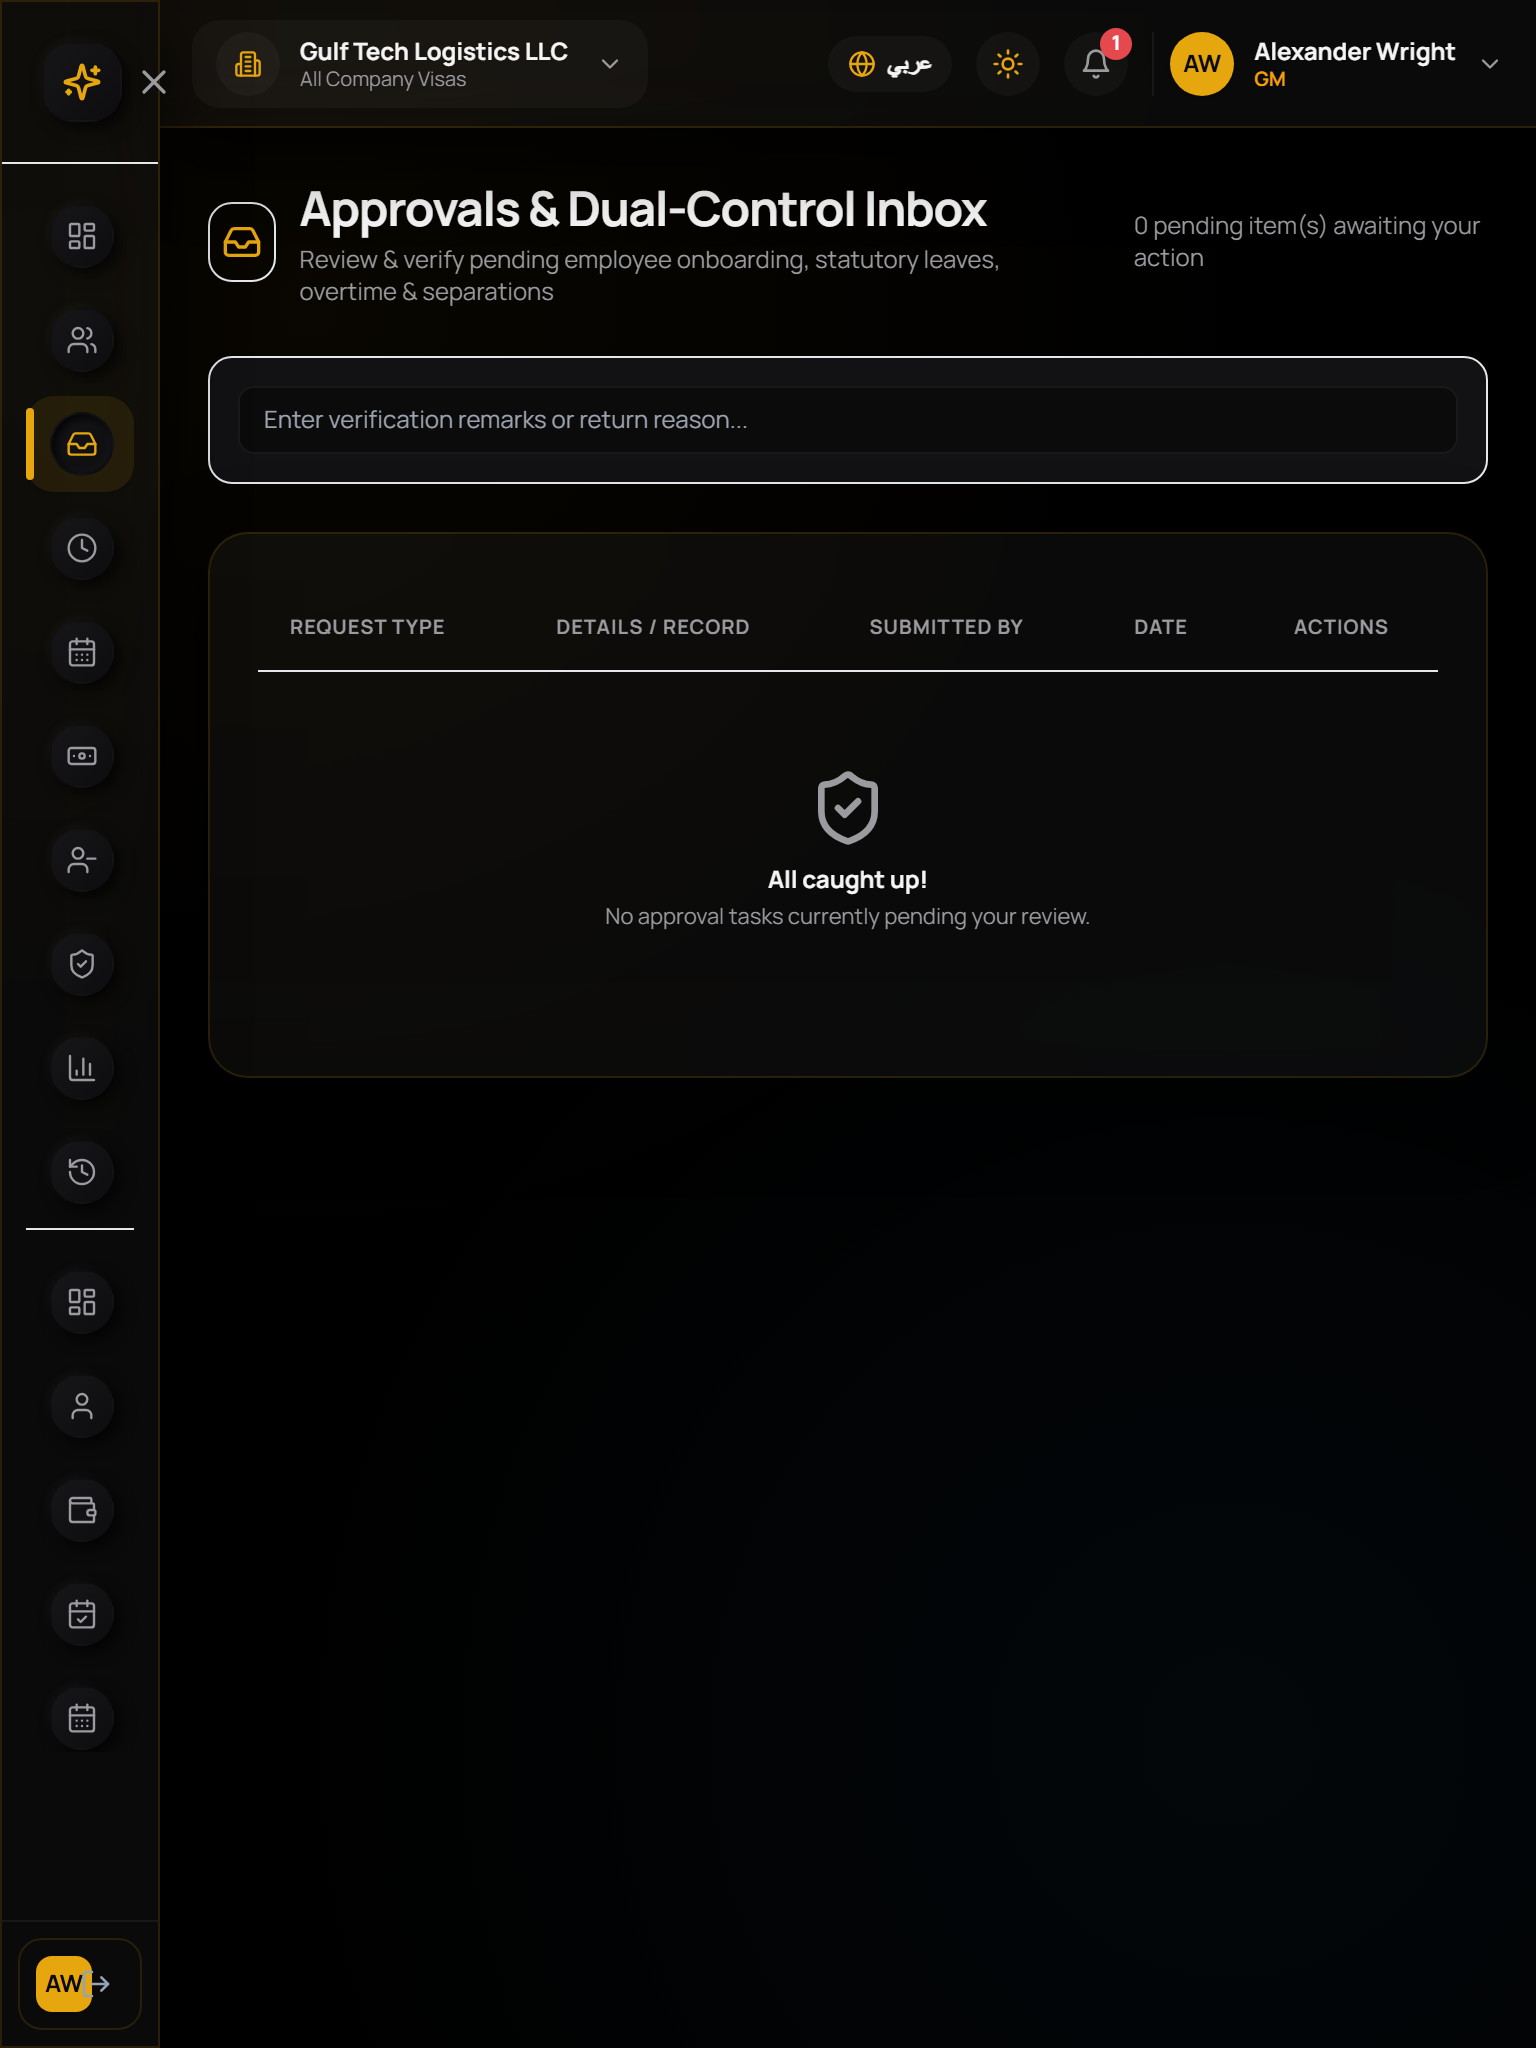 Gulf Tech Logistics LLC
All Company Visas
عربي
1
AW
Alexander Wright
GM
Approvals & Dual-Control Inbox
Review & verify pending employee onboarding, statutory leaves,
overtime & separations
0 pending item(s) awaiting your
action
Enter verification remarks or return reason...
REQUEST TYPE DETAILS / RECORD SUBMITTED BY DATE ACTIONS
All caught up!
No approval tasks currently pending your review.
AW